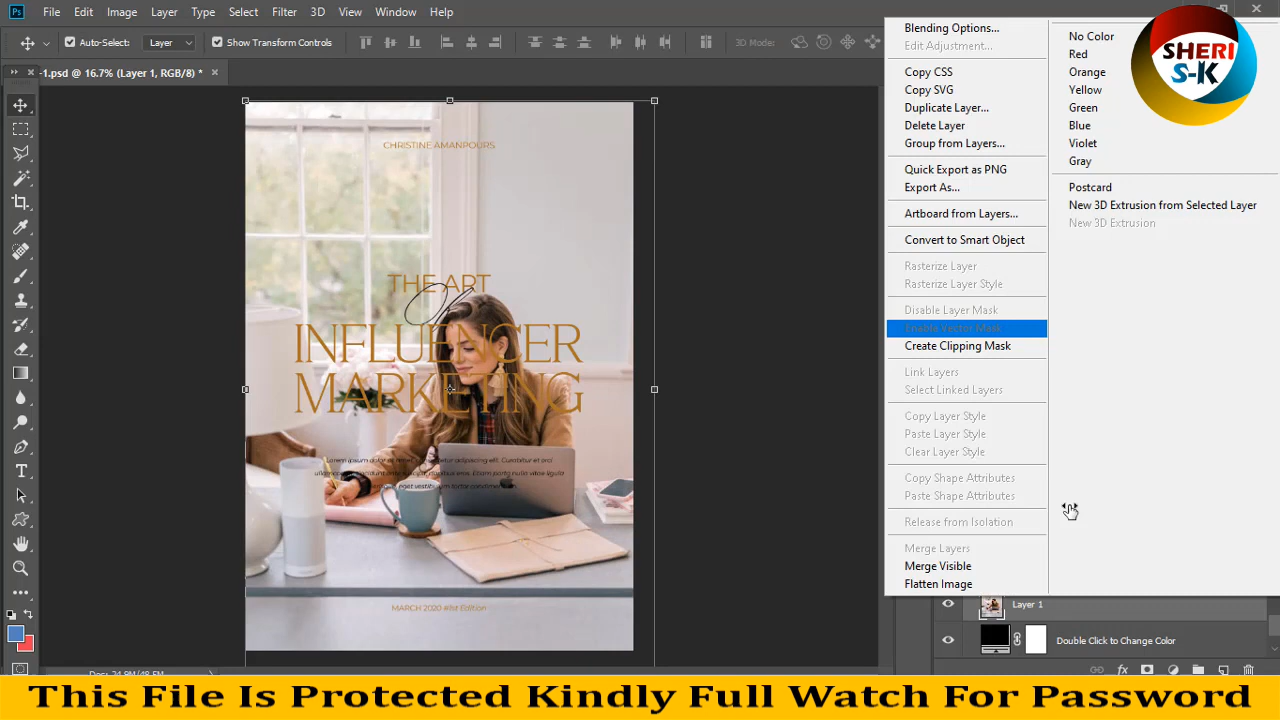 Ps File Edit Image Layer Type Select Filter 3D View Window Help
Auto-Select: Layer Show Transform Controls 3D Mode:
-1.psd @ 16.7% (Layer 1, RGB/8) *
CHRISTINE AMANPOURS
THE ART
Of
INFLUENCER
MARKETING
MARCH 2020 #Ist Edition
Blending Options...
Edit Adjustment...
Copy CSS
Copy SVG
Duplicate Layer...
Delete Layer
Group from Layers...
Quick Export as PNG
Export As...
Artboard from Layers...
Convert to Smart Object
Rasterize Layer
Rasterize Layer Style
Disable Layer Mask
Enable Vector Mask
Create Clipping Mask
Link Layers
Select Linked Layers
Copy Layer Style
Paste Layer Style
Clear Layer Style
Copy Shape Attributes
Paste Shape Attributes
Release from Isolation
Merge Layers
Merge Visible
Flatten Image
No Color
Red
Orange
Yellow
Green
Blue
Violet
Gray
Postcard
New 3D Extrusion from Selected Layer
New 3D Extrusion
SHERI
S-K
Layer 1
Double Click to Change Color
This File Is Protected Kindly Full Watch For Password